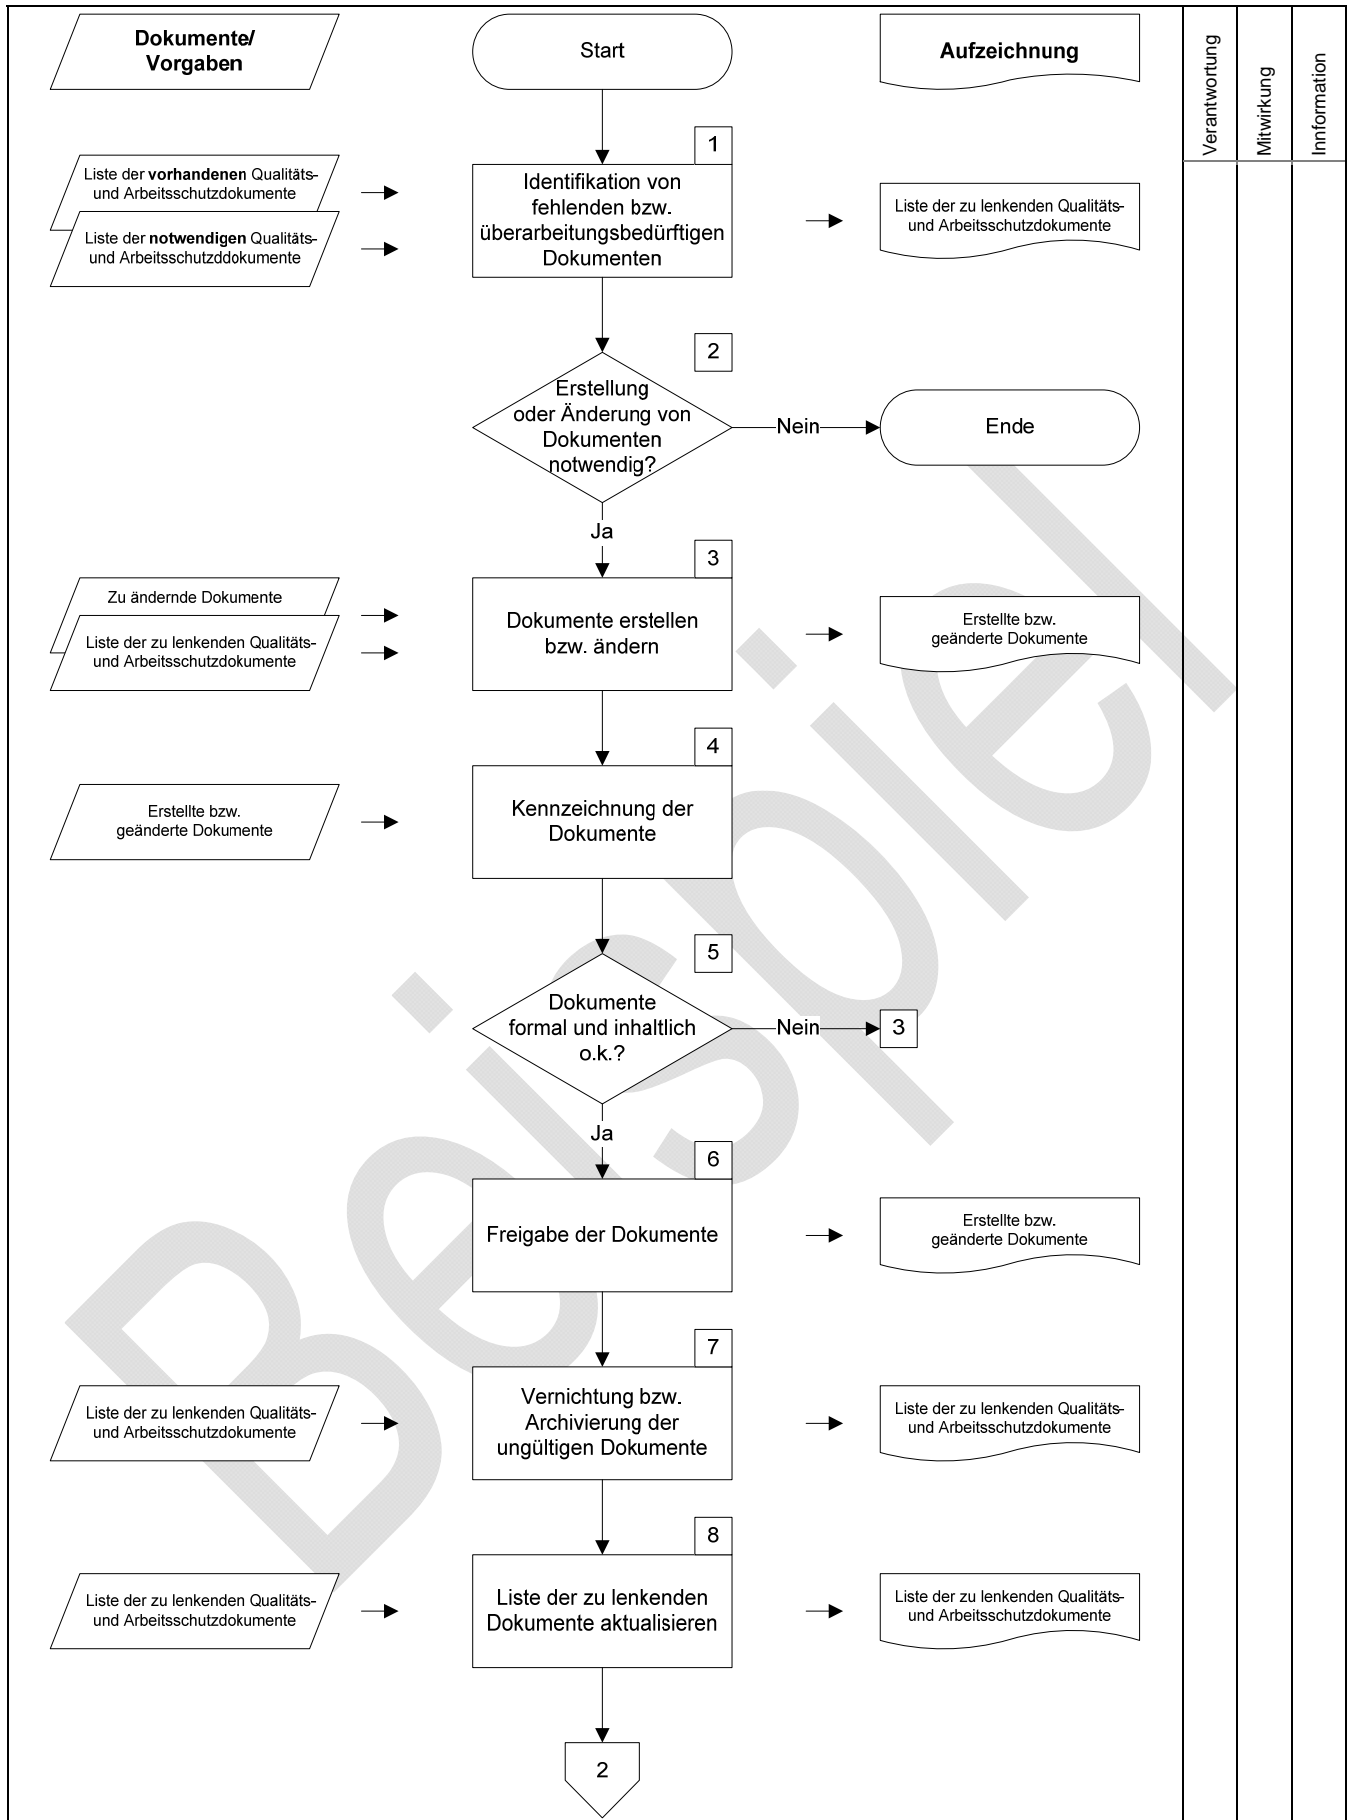 Dokumente/
Vorgaben
Start
Aufzeichnung
Verantwortung
Mitwirkung
Innformation
1
Liste der vorhandenen Qualitäts-
und Arbeitsschutzdokumente
Liste der notwendigen Qualitäts-
und Arbeitsschutzddokumente
Identifikation von
fehlenden bzw.
überarbeitungsbedürftigen
Dokumenten
Liste der zu lenkenden Qualitäts-
und Arbeitsschutzdokumente
2
Erstellung
oder Änderung von
Dokumenten
notwendig?
Nein
Ende
Ja
3
Zu ändernde Dokumente
Liste der zu lenkenden Qualitäts-
und Arbeitsschutzdokumente
Dokumente erstellen
bzw. ändern
Erstellte bzw.
geänderte Dokumente
4
Erstellte bzw.
geänderte Dokumente
Kennzeichnung der
Dokumente
5
Dokumente
formal und inhaltlich
o.k.?
Nein
3
Ja
6
Freigabe der Dokumente
Erstellte bzw.
geänderte Dokumente
7
Liste der zu lenkenden Qualitäts-
und Arbeitsschutzdokumente
Vernichtung bzw.
Archivierung der
ungültigen Dokumente
Liste der zu lenkenden Qualitäts-
und Arbeitsschutzdokumente
8
Liste der zu lenkenden Qualitäts-
und Arbeitsschutzdokumente
Liste der zu lenkenden
Dokumente aktualisieren
Liste der zu lenkenden Qualitäts-
und Arbeitsschutzdokumente
2
Beispiel